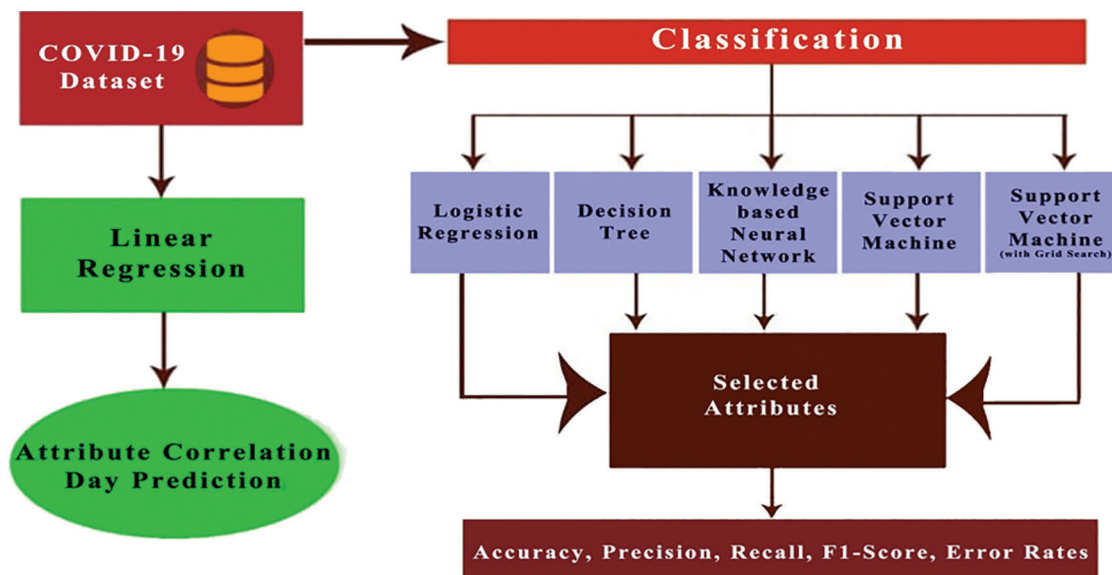 COVID-19
Dataset
Classification
Linear
Regression
Attribute Correlation
Day Prediction
Logistic
Regression
Decision
Tree
Knowledge
based
Neural
Network
Support
Vector
Machine
Support
Vector
Machine
(with Grid Search)
Selected
Attributes
Accuracy, Precision, Recall, F1-Score, Error Rates